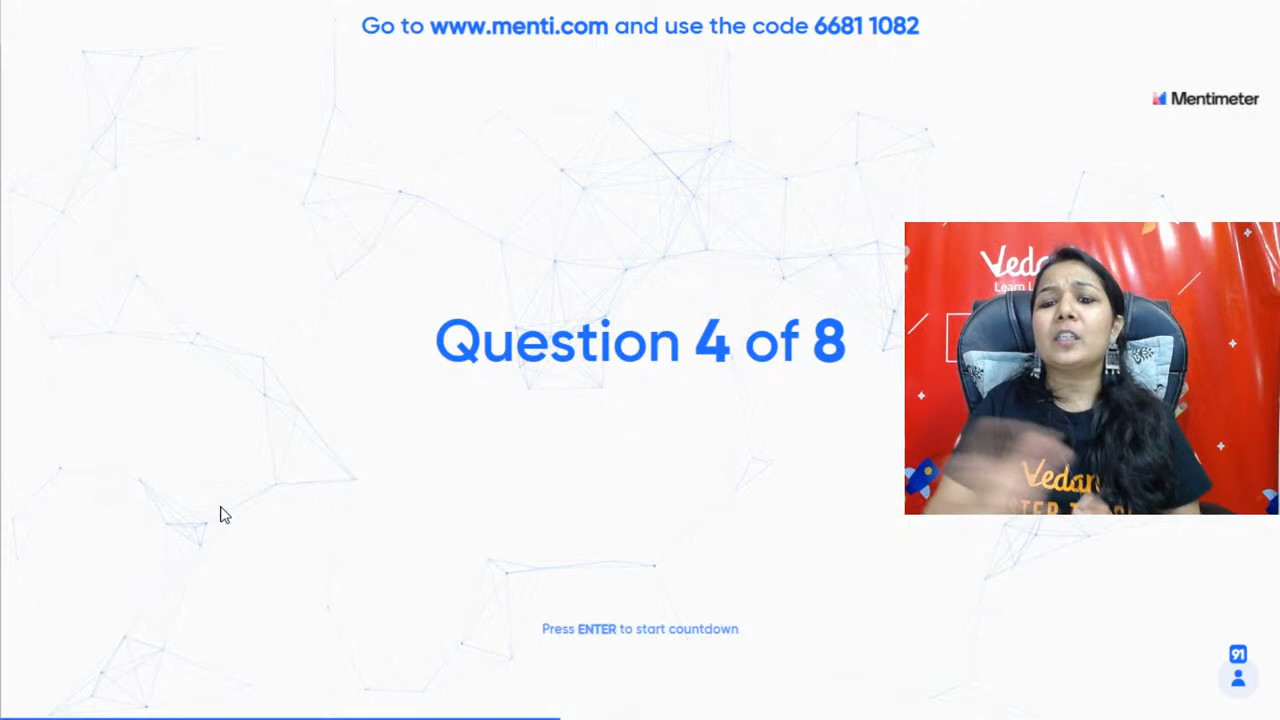 Go to www.menti.com and use the code 6681 1082
Mentimeter
Question 4 of 8
Press ENTER to start countdown
91